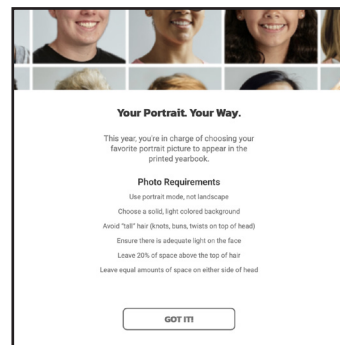 Your Portrait. Your Way.
This year, you're in charge of choosing your
favorite portrait picture to appear in the
printed yearbook.
Photo Requirements
Use portrait mode, not landscape
Choose a solid, light colored background
Avoid "tall" hair (knots, buns, twists on top of head)
Ensure there is adequate light on the face
Leave 20% of space above the top of hair
Leave equal amounts of space on either side of head
GOT IT!